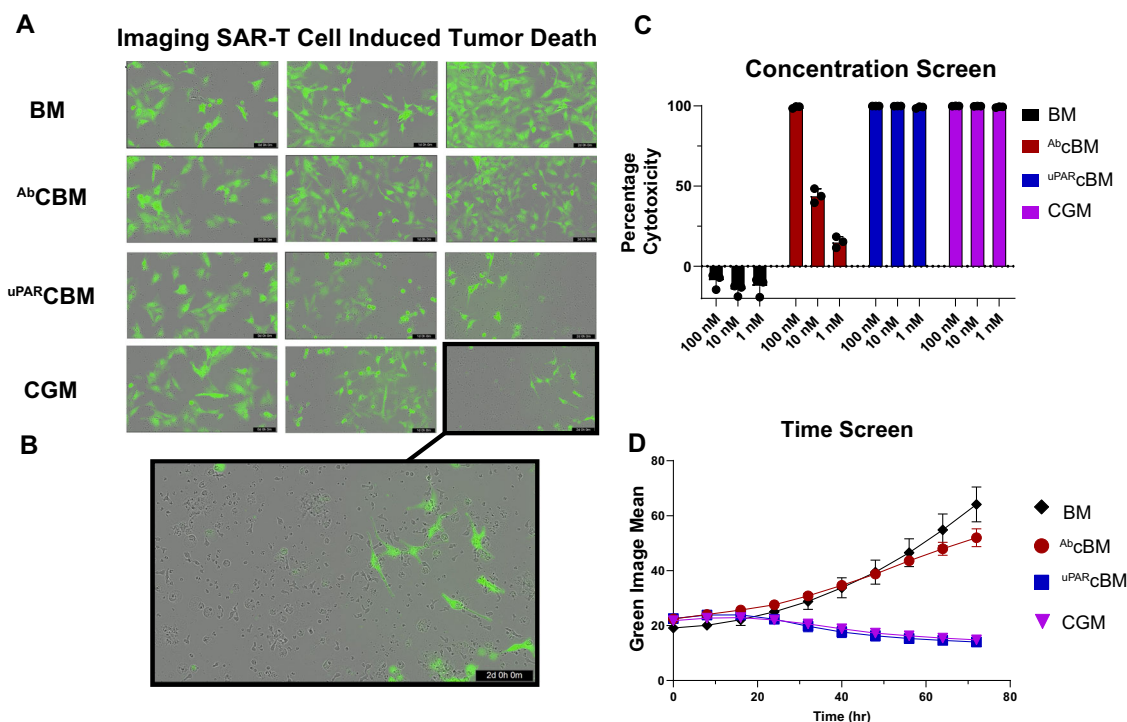 A
Imaging SAR-T Cell Induced Tumor Death
BM
AbCBM
uPARCBM
CGM
B
2d 0h 0m
C
Concentration Screen
Percentage
Cytotoxicity
100
50
0
100 nM
10 nM
1 nM
100 nM
10 nM
1 nM
100 nM
10 nM
1 nM
100 nM
10 nM
1 nM
BM
AbcBM
uPARcBM
CGM
D
Time Screen
Green Image Mean
80
60
40
20
0
0
20
40
60
80
Time (hr)
BM
AbcBM
uPARcBM
CGM